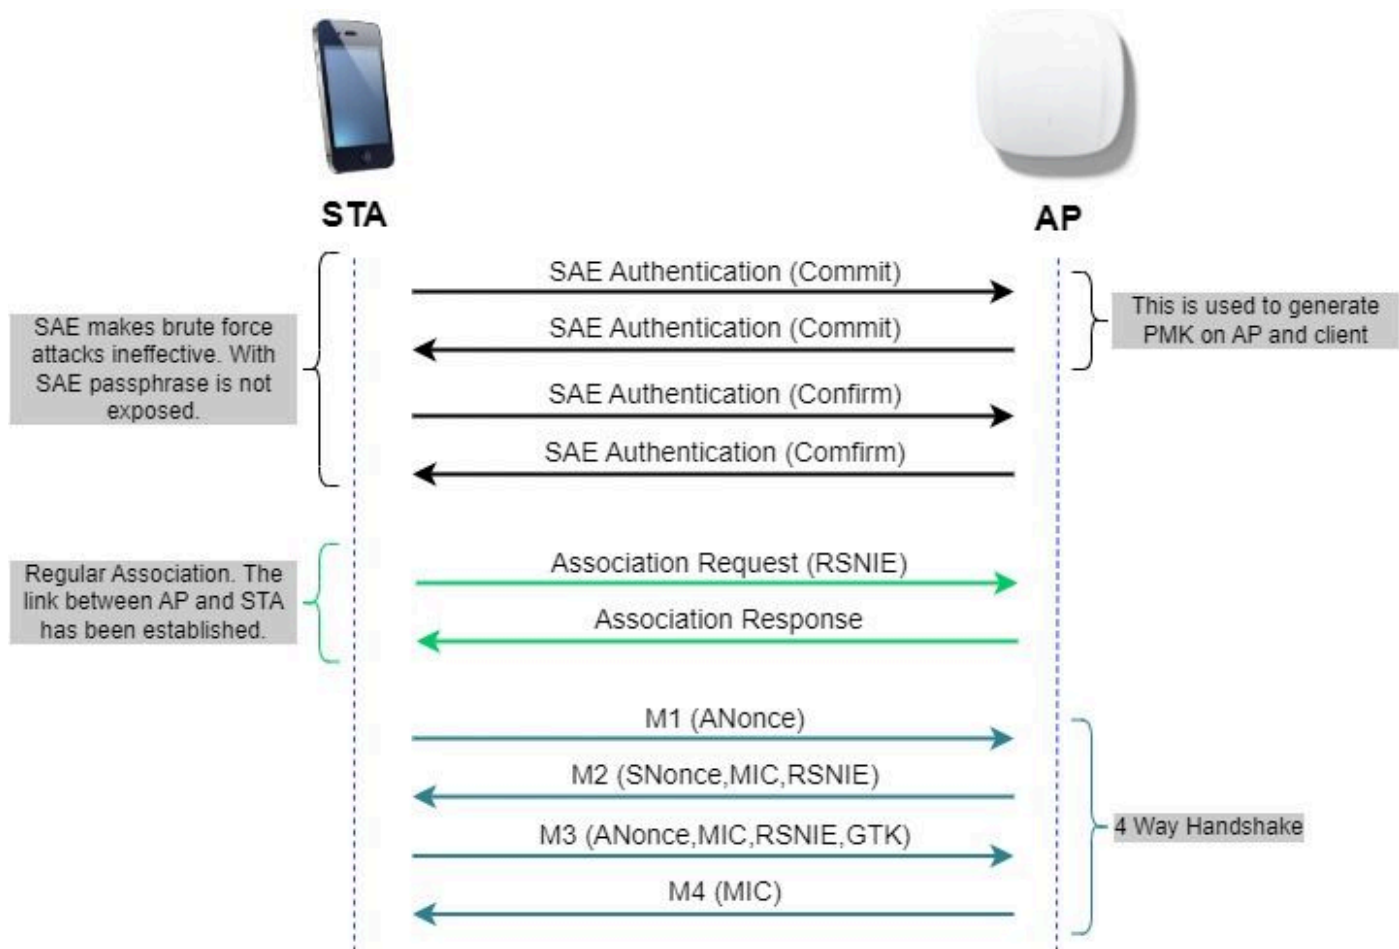 STA
AP
SAE Authentication (Commit)
SAE makes brute force
attacks ineffective. With
SAE passphrase is not
exposed.
This is used to generate
PMK on AP and client
SAE Authentication (Commit)
SAE Authentication (Confirm)
SAE Authentication (Comfirm)
Regular Association. The
link between AP and STA
has been established.
Association Request (RSNIE)
Association Response
M1 (ANonce)
M2 (SNonce,MIC,RSNIE)
M3 (ANonce,MIC,RSNIE,GTK)
M4 (MIC)
4 Way Handshake